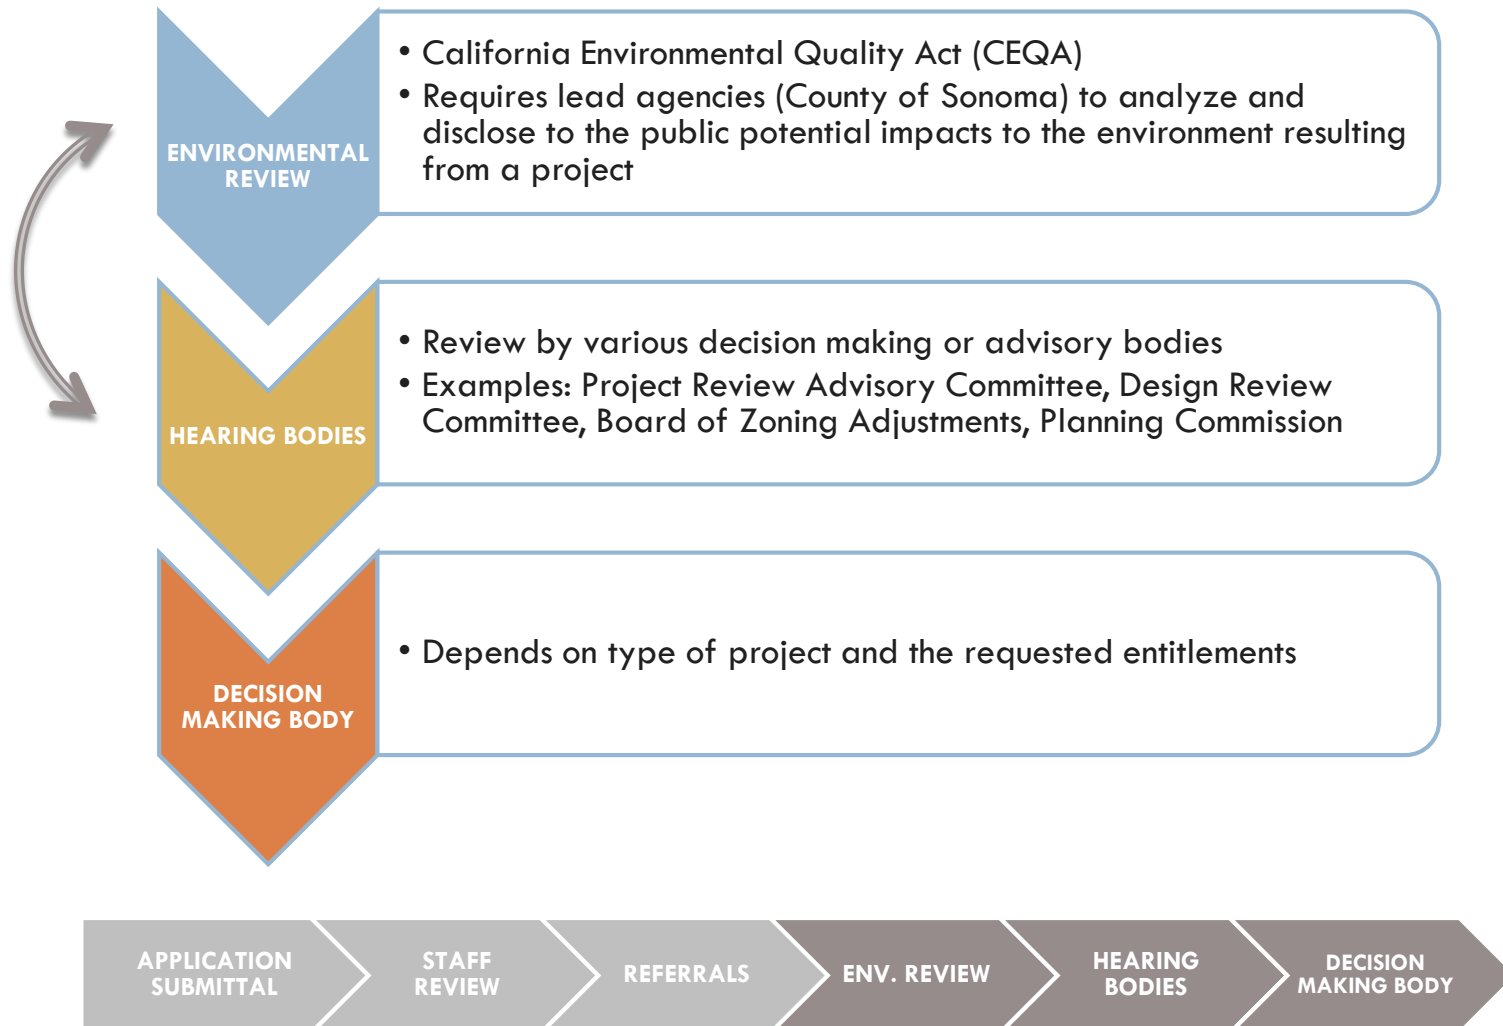 ENVIRONMENTAL
REVIEW
• California Environmental Quality Act (CEQA)
• Requires lead agencies (County of Sonoma) to analyze and
disclose to the public potential impacts to the environment resulting
from a project
HEARING BODIES
• Review by various decision making or advisory bodies
• Examples: Project Review Advisory Committee, Design Review
Committee, Board of Zoning Adjustments, Planning Commission
DECISION
MAKING BODY
• Depends on type of project and the requested entitlements
APPLICATION
SUBMITTAL
STAFF
REVIEW
REFERRALS
ENV. REVIEW
HEARING
BODIES
DECISION
MAKING BODY